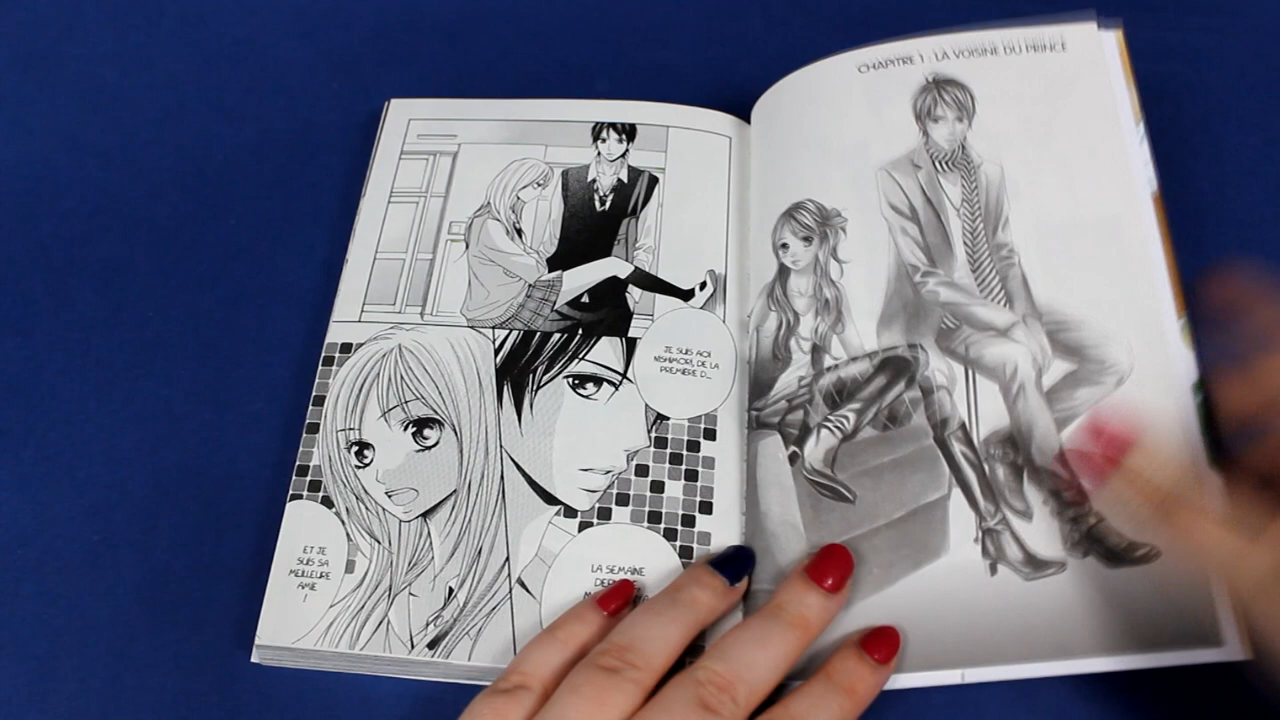 JE SUIS AOI
NISHIMORI, DE LA
PREMIÈRE D...
ET JE
SUIS SA
MEILLEURE
AMIE
!
LA SEMAINE
CHAPITRE 1 : LA VOISINE DU PRINCE